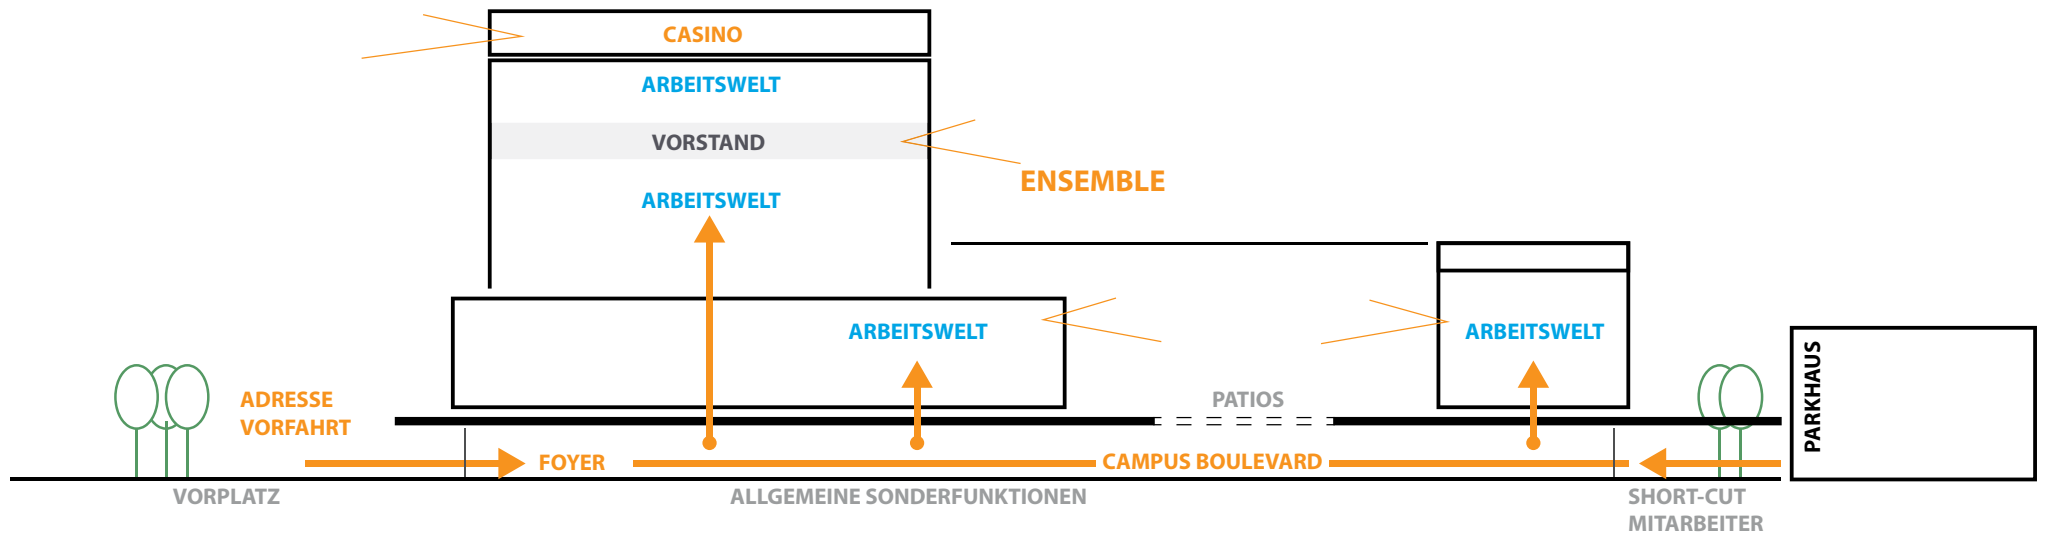 CASINO
ARBEITSWELT
VORSTAND
ENSEMBLE
ARBEITSWELT
ARBEITSWELT
ARBEITSWELT
PARKHAUS
ADRESSE
VORFAHRT
PATIOS
FOYER
CAMPUS BOULEVARD
VORPLATZ
ALLGEMEINE SONDERFUNKTIONEN
SHORT-CUT
MITARBEITER